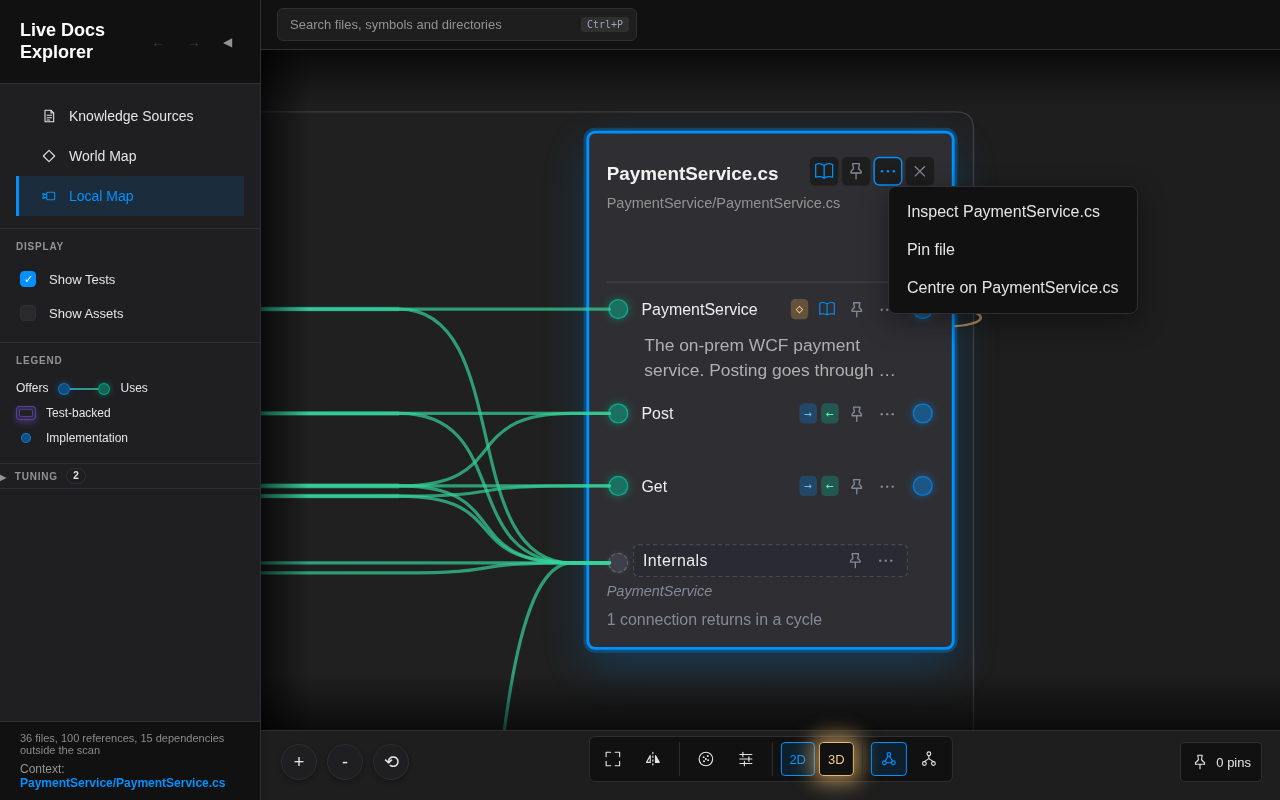 Live Docs
Explorer
Search files, symbols and directories
Ctrl+P
Knowledge Sources
World Map
Local Map
DISPLAY
Show Tests
Show Assets
LEGEND
Offers
Uses
Test-backed
Implementation
TUNING
2
36 files, 100 references, 15 dependencies
outside the scan
Context:
PaymentService/PaymentService.cs
PaymentService.cs
PaymentService/PaymentService.cs
Inspect PaymentService.cs
Pin file
Centre on PaymentService.cs
PaymentService
The on-prem WCF payment
service. Posting goes through …
Post
Get
Internals
PaymentService
1 connection returns in a cycle
+
-
2D
3D
0 pins